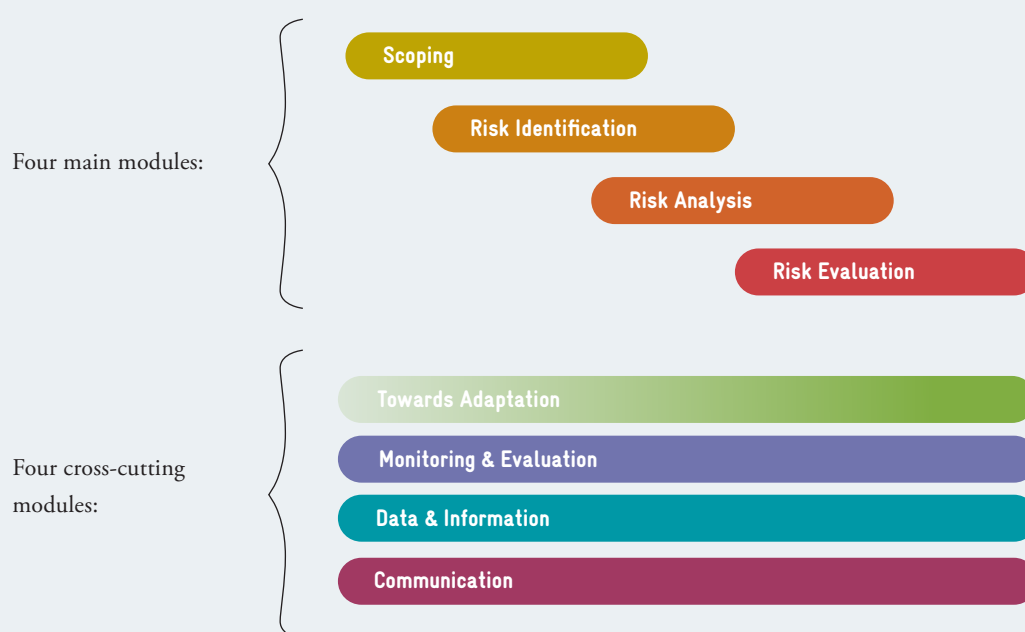 Four main modules:
Scoping
Risk Identification
Risk Analysis
Risk Evaluation
Four cross-cutting
modules:
Towards Adaptation
Monitoring & Evaluation
Data & Information
Communication